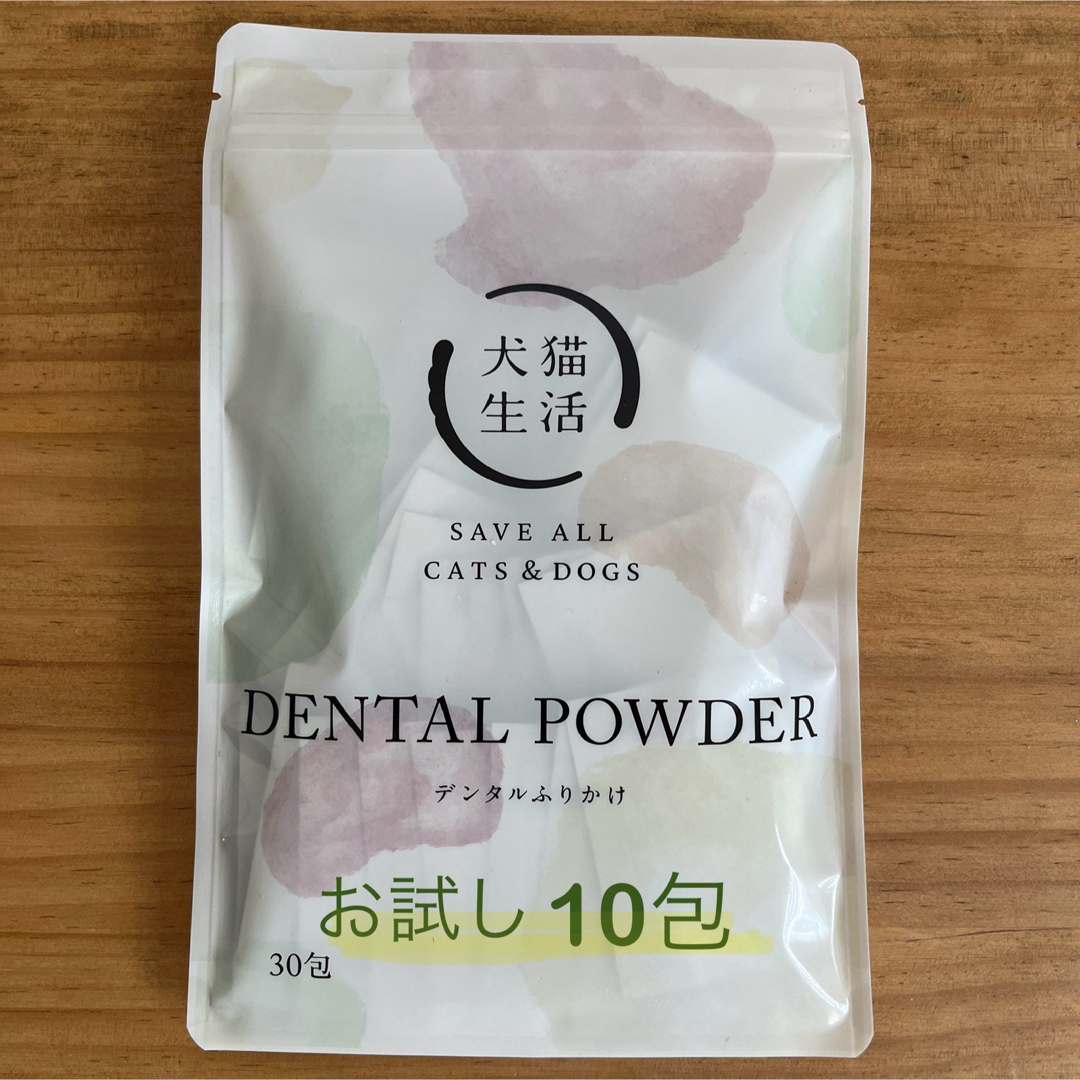 犬猫
生活
SAVE ALL
CATS & DOGS
DENTAL POWDER
デンタルふりかけ
お試し 10包
30包